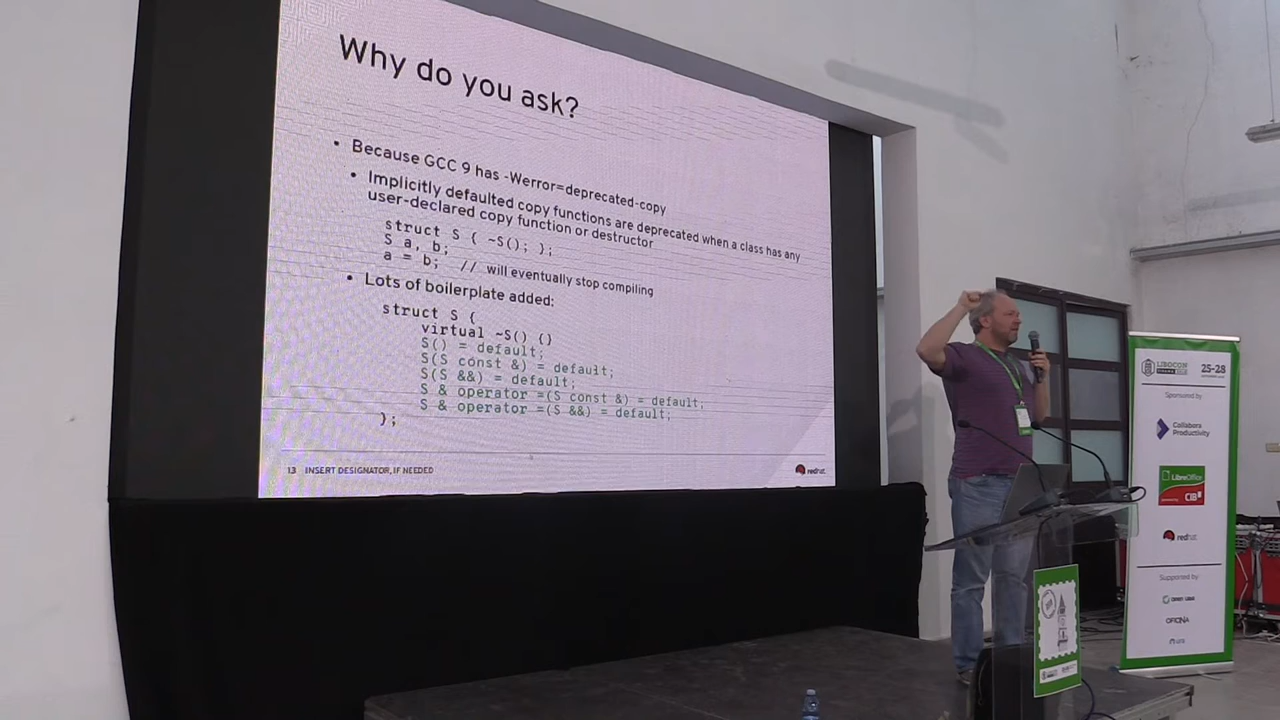 Why do you ask?
• Because GCC 9 has -Werror=deprecated-copy
• Implicitly defaulted copy functions are deprecated when a class has any
user-declared copy function or destructor
struct S { ~S(); };
S a, b;
a = b; // will eventually stop compiling
• Lots of boilerplate added:
struct S {
virtual ~S() {}
S() = default;
S(S const &) = default;
S(S &&) = default;
S & operator =(S const &) = default;
S & operator =(S &&) = default;
};
13 INSERT DESIGNATOR, IF NEEDED
redhat
LIBOCON
25-28
Sponsored by
Collabora
Productivity
LibreOffice
CIB
redhat
Supported by
OFICINA